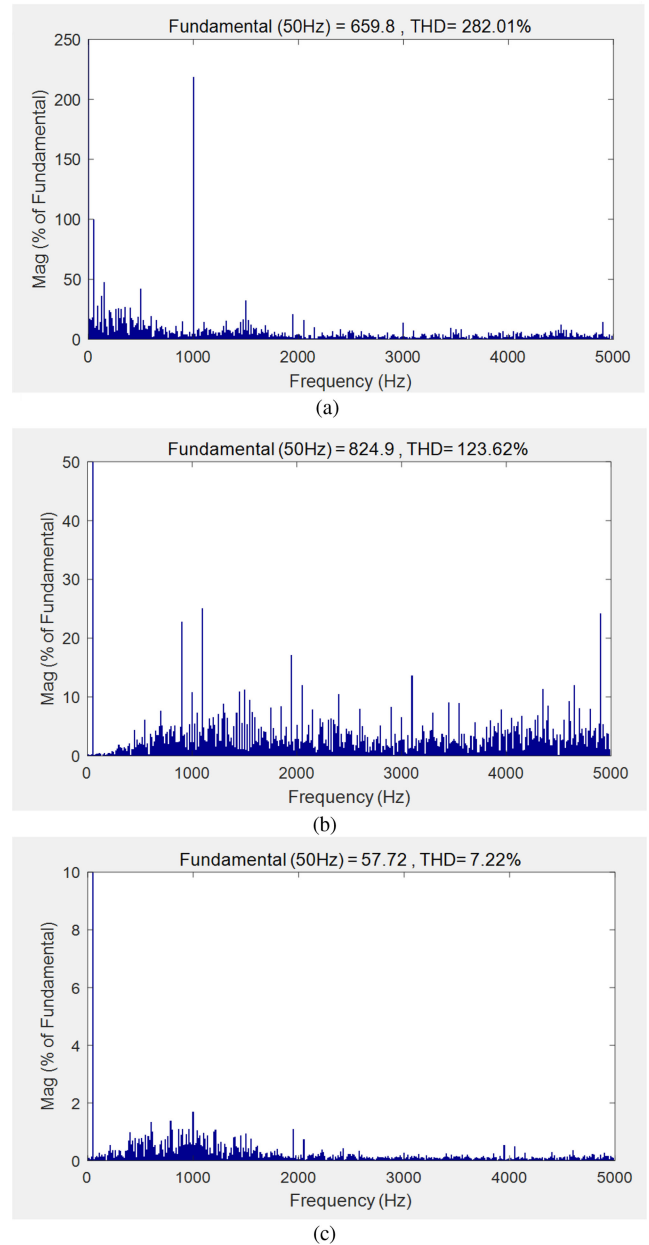 Fundamental (50Hz) = 659.8 , THD= 282.01%
250
200
150
100
50
0
Mag (% of Fundamental)
0 1000 2000 3000 4000 5000
Frequency (Hz)
(a)
Fundamental (50Hz) = 824.9 , THD= 123.62%
50
40
30
20
10
0
Mag (% of Fundamental)
0 1000 2000 3000 4000 5000
Frequency (Hz)
(b)
Fundamental (50Hz) = 57.72 , THD= 7.22%
10
8
6
4
2
0
Mag (% of Fundamental)
0 1000 2000 3000 4000 5000
Frequency (Hz)
(c)